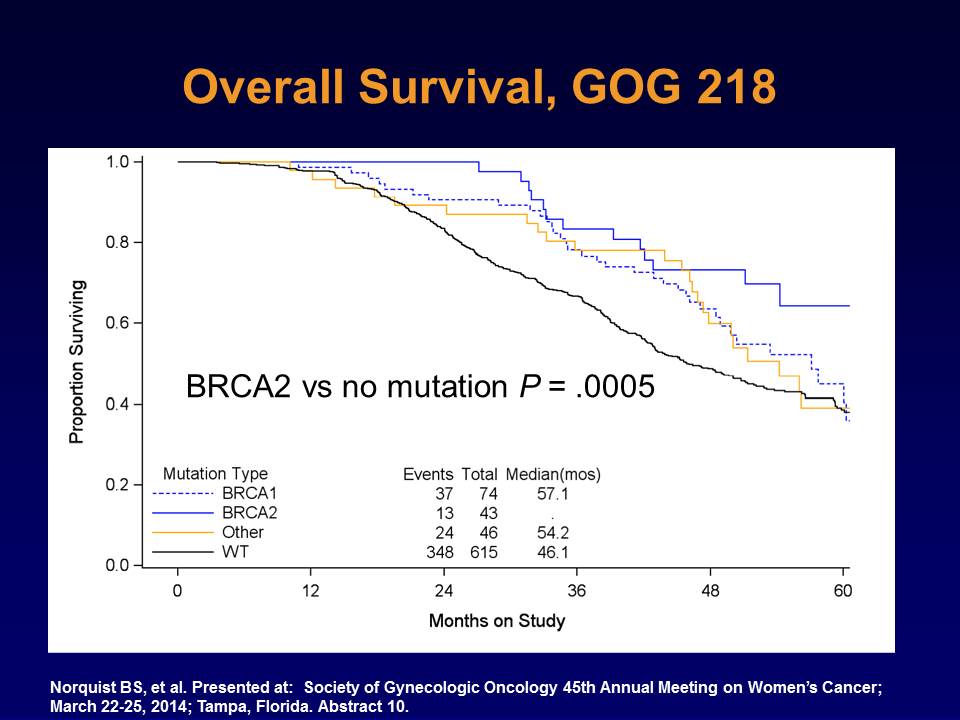 Overall Survival, GOG 218
1.0
0.8
0.6
0.4
0.2
0.0
Proportion Surviving
BRCA2 vs no mutation P = .0005
Mutation Type Events Total Median(mos)
BRCA1 37 74 57.1
BRCA2 13 43 .
Other 24 46 54.2
WT 348 615 46.1
0 12 24 36 48 60
Months on Study
Norquist BS, et al. Presented at: Society of Gynecologic Oncology 45th Annual Meeting on Women’s Cancer;
March 22-25, 2014; Tampa, Florida. Abstract 10.